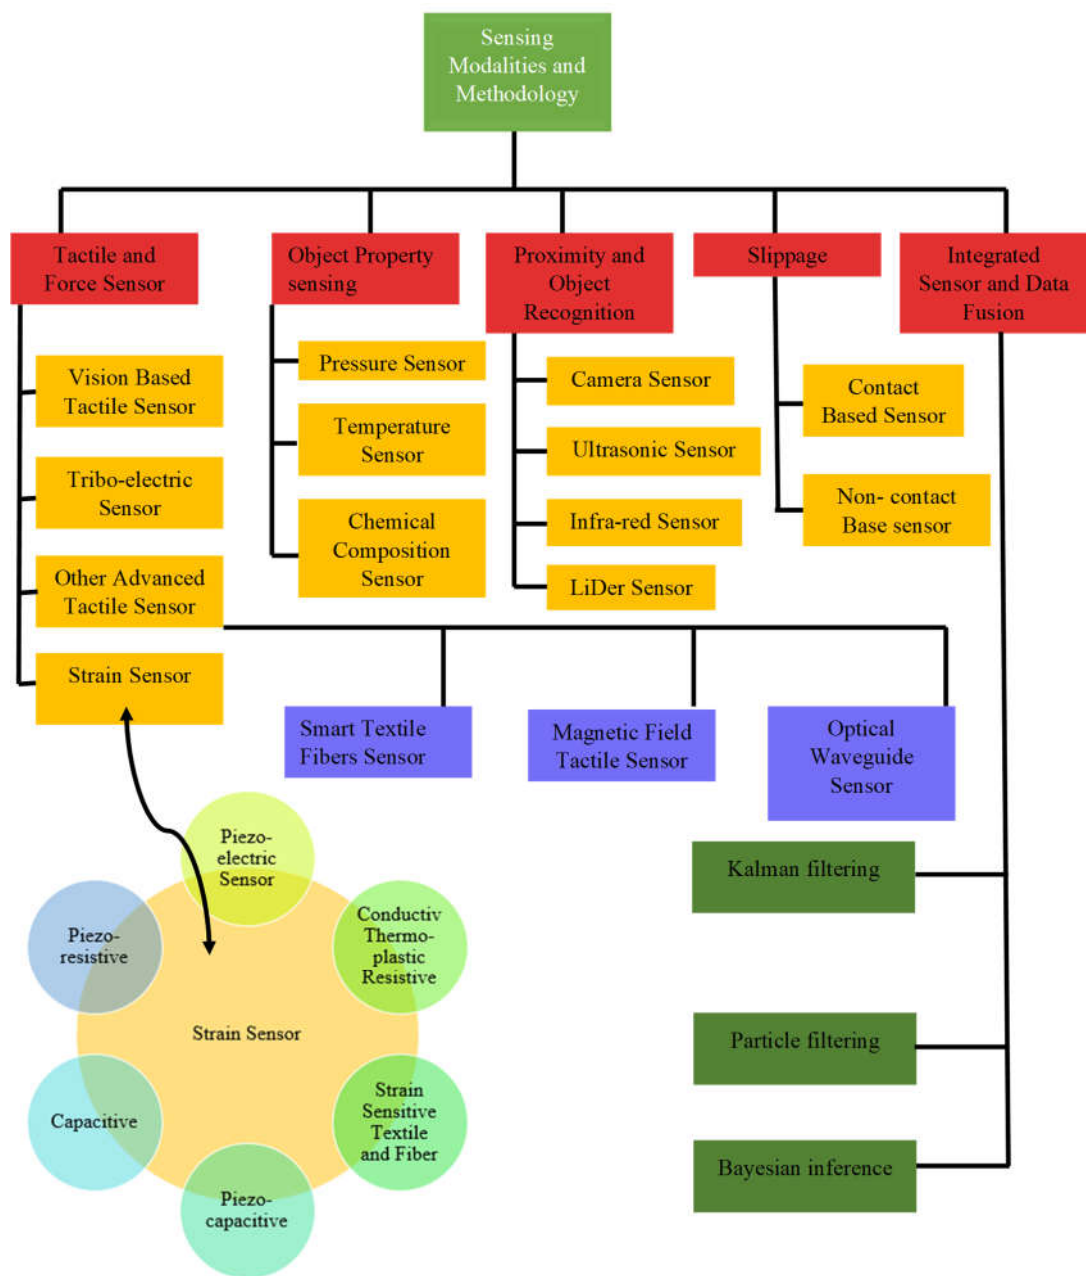 Sensing
Modalities and
Methodology
Tactile and
Force Sensor
Object Property
sensing
Proximity and
Object
Recognition
Slippage
Integrated
Sensor and Data
Fusion
Vision Based
Tactile Sensor
Tribo-electric
Sensor
Other Advanced
Tactile Sensor
Strain Sensor
Pressure Sensor
Temperature
Sensor
Chemical
Composition
Sensor
Camera Sensor
Ultrasonic Sensor
Infra-red Sensor
LiDer Sensor
Contact
Based Sensor
Non- contact
Base sensor
Smart Textile
Fibers Sensor
Magnetic Field
Tactile Sensor
Optical
Waveguide
Sensor
Kalman filtering
Particle filtering
Bayesian inference
Piezo-
electric
Sensor
Conductiv
Thermo-
plastic
Resistive
Strain
Sensitive
Textile
and Fiber
Piezo-
capacitive
Capacitive
Piezo-
resistive
Strain Sensor